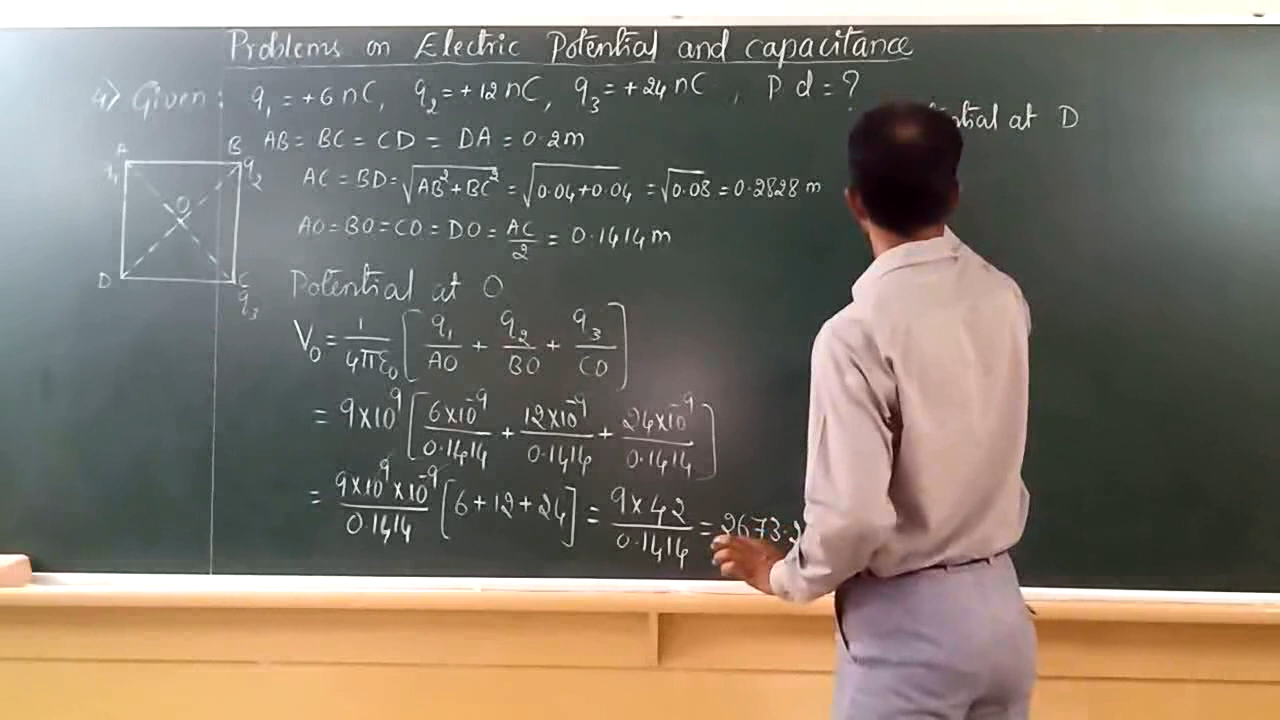 Problems on Electric Potential and capacitance
4) Given: q₁ = +6 nC, q₂ = +12 nC, q₃ = +24 nC, P d = ?
at D
AB = BC = CD = DA = 0.2m
A B
q₁ q₂
AC = BD = √(AB² + BC²) = √(0.04+0.04) = √0.08 = 0.2828 m
O
AO = BO = CO = DO = AC/2 = 0.1414 m
D C
q₃
Potential at O
V₀ = 1/4πε₀ [q₁/AO + q₂/BO + q₃/CO]
= 9×10⁹ [6×10⁻⁹/0.1414 + 12×10⁻⁹/0.1414 + 24×10⁻⁹/0.1414]
= 9×10⁹×10⁻⁹/0.1414 [6+12+24] = 9×42/0.1414 = 2673.2